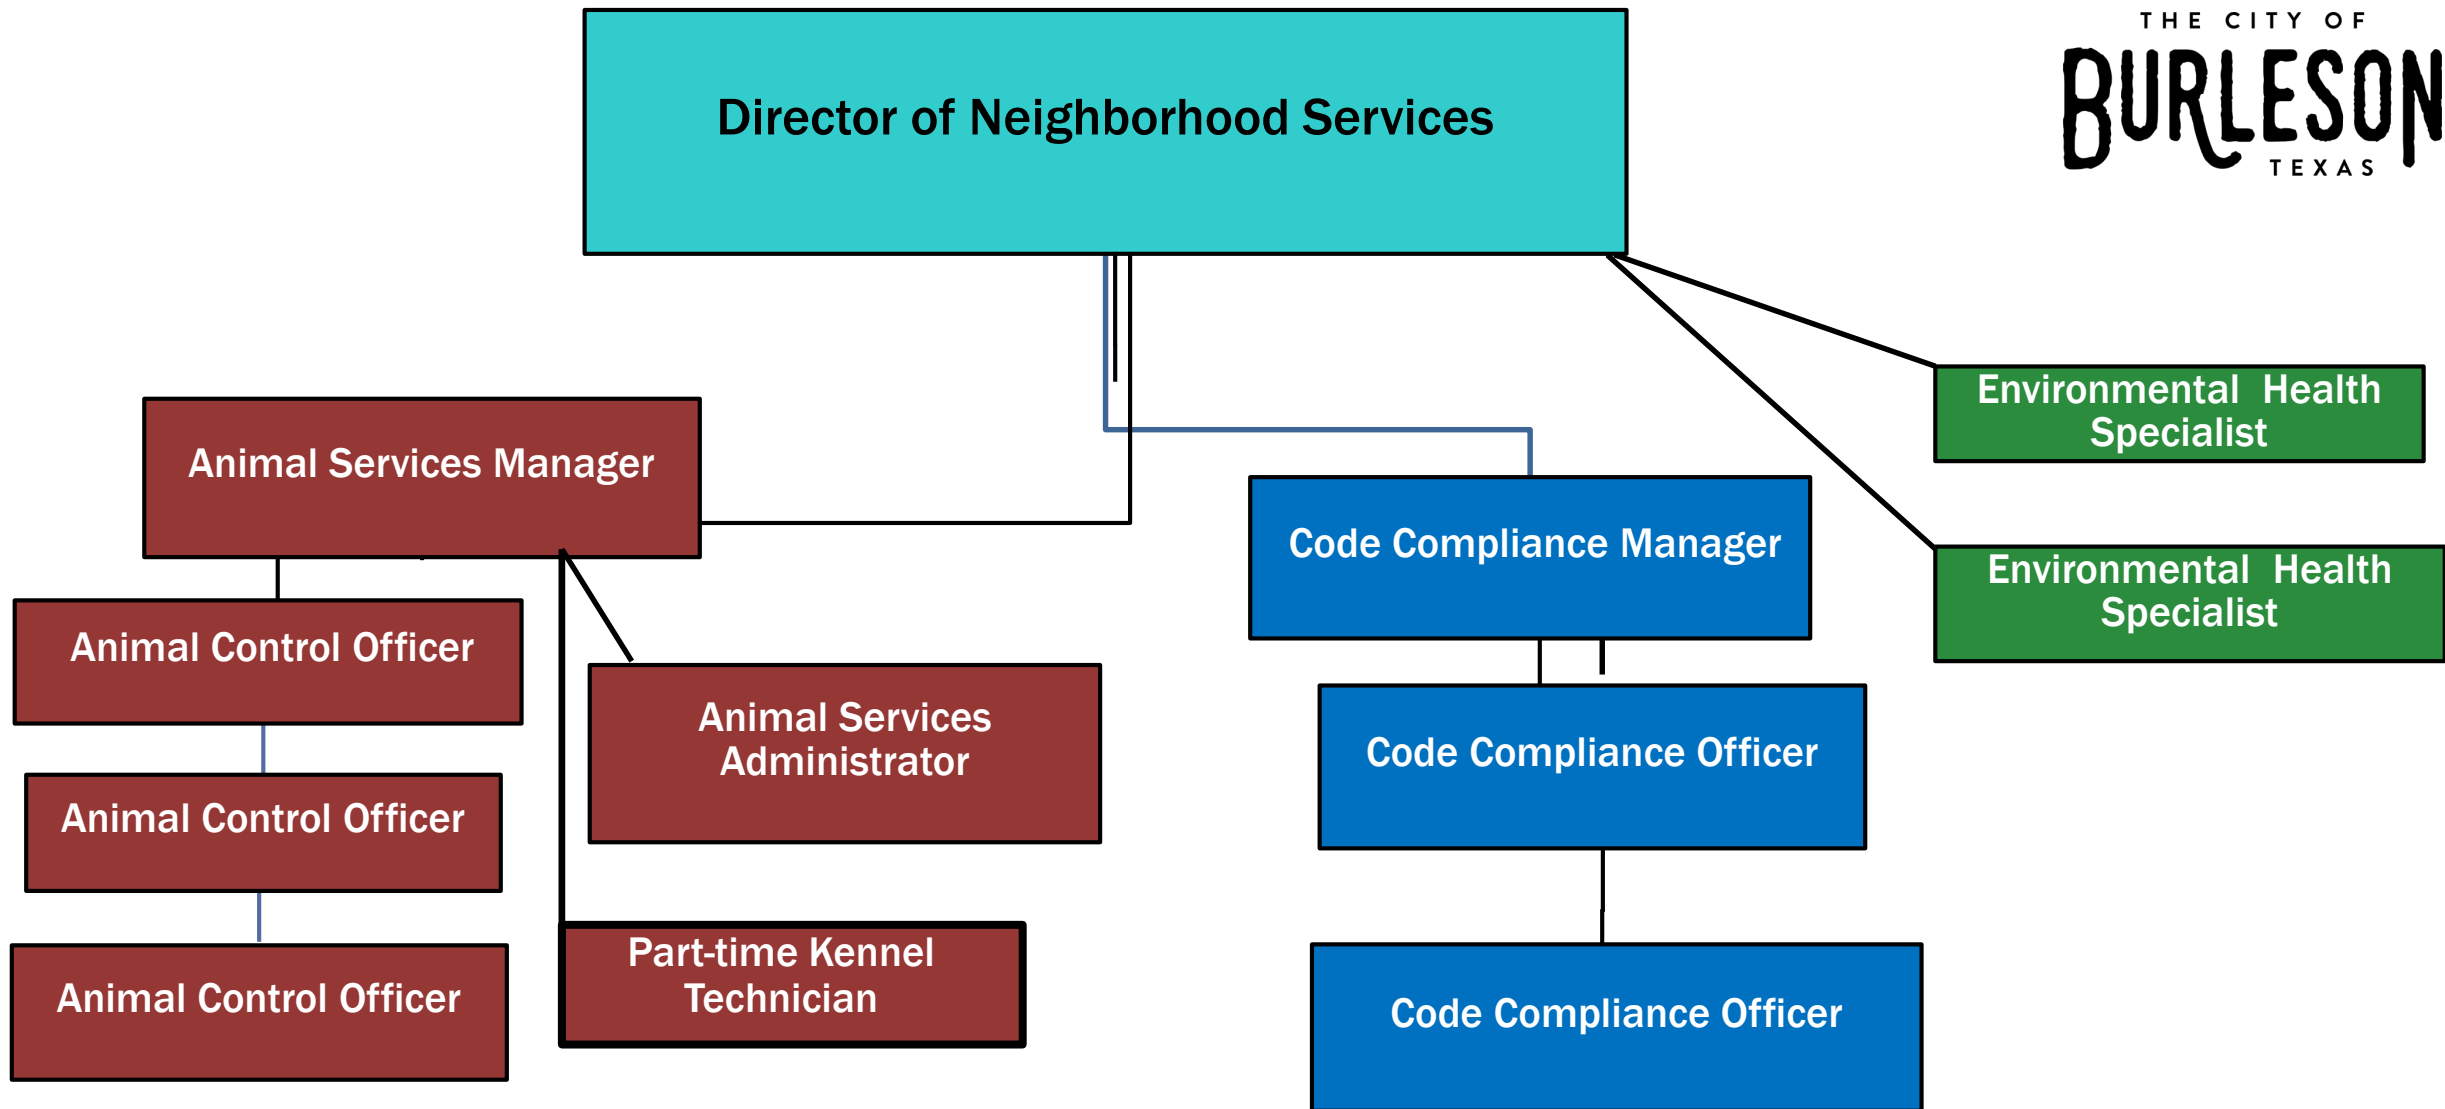 THE CITY OF
BURLESON
TEXAS
Director of Neighborhood Services
Animal Services Manager
Animal Control Officer
Animal Control Officer
Animal Control Officer
Animal Services
Administrator
Part-time Kennel
Technician
Code Compliance Manager
Code Compliance Officer
Code Compliance Officer
Environmental  Health
Specialist
Environmental  Health
Specialist